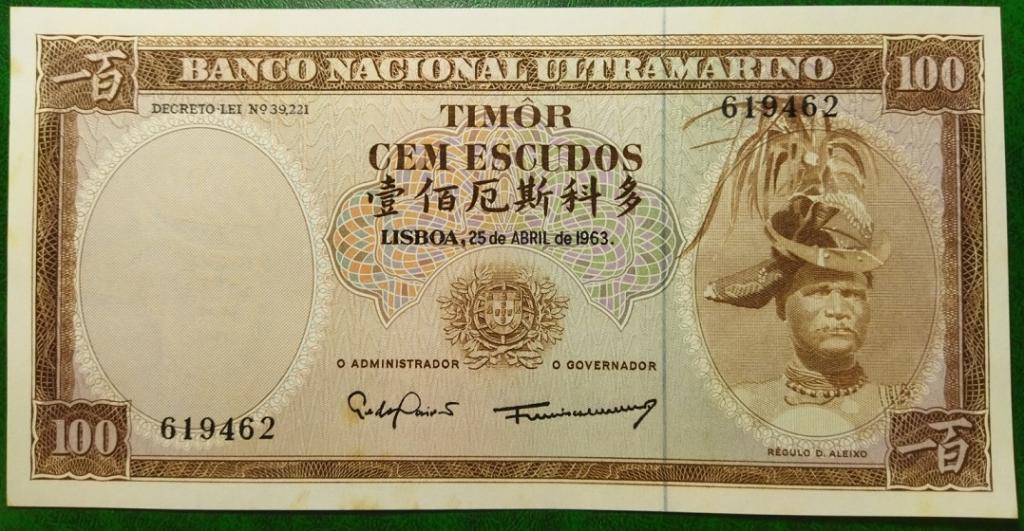 一百
BANCO NACIONAL ULTRAMARINO
100
DECRETO-LEI Nº 39,221
TIMÔR
619462
CEM ESCUDOS
壹佰厄斯科多
LISBOA, 25 de ABRIL de 1963.
O ADMINISTRADOR
O GOVERNADOR
100
619462
RÉGULO D. ALEIXO
一百